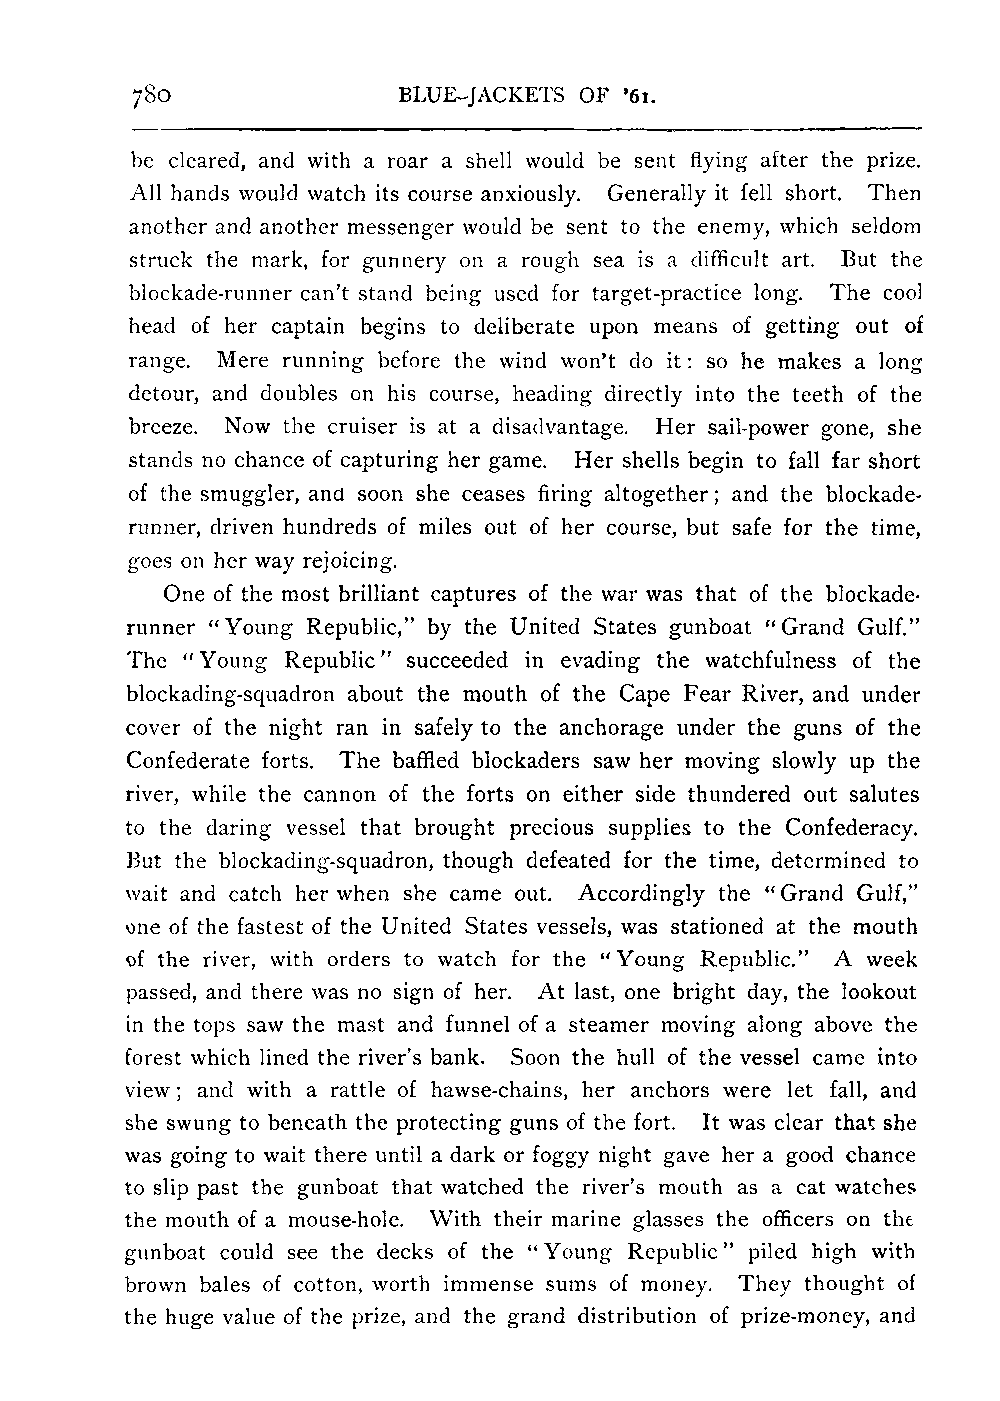 780 BLUE-JACKETS OF '61.
be cleared, and with a roar a shell would be sent flying after the prize.
All hands would watch its course anxiously. Generally it fell short. Then
another and another messenger would be sent to the enemy, which seldom
struck the mark, for gunnery on a rough sea is a difficult art. But the
blockade-runner can't stand being used for target-practice long. The cool
head of her captain begins to deliberate upon means of getting out of
range. Mere running before the wind won't do it: so he makes a long
detour, and doubles on his course, heading directly into the teeth of the
breeze. Now the cruiser is at a disadvantage. Her sail-power gone, she
stands no chance of capturing her game. Her shells begin to fall far short
of the smuggler, and soon she ceases firing altogether; and the blockade-
runner, driven hundreds of miles out of her course, but safe for the time,
goes on her way rejoicing.
One of the most brilliant captures of the war was that of the blockade-
runner "Young Republic," by the United States gunboat "Grand Gulf."
The "Young Republic" succeeded in evading the watchfulness of the
blockading-squadron about the mouth of the Cape Fear River, and under
cover of the night ran in safely to the anchorage under the guns of the
Confederate forts. The baffled blockaders saw her moving slowly up the
river, while the cannon of the forts on either side thundered out salutes
to the daring vessel that brought precious supplies to the Confederacy.
But the blockading-squadron, though defeated for the time, determined to
wait and catch her when she came out. Accordingly the "Grand Gulf,"
one of the fastest of the United States vessels, was stationed at the mouth
of the river, with orders to watch for the "Young Republic." A week
passed, and there was no sign of her. At last, one bright day, the lookout
in the tops saw the mast and funnel of a steamer moving along above the
forest which lined the river's bank. Soon the hull of the vessel came into
view; and with a rattle of hawse-chains, her anchors were let fall, and
she swung to beneath the protecting guns of the fort. It was clear that she
was going to wait there until a dark or foggy night gave her a good chance
to slip past the gunboat that watched the river's mouth as a cat watches
the mouth of a mouse-hole. With their marine glasses the officers on the
gunboat could see the decks of the "Young Republic" piled high with
brown bales of cotton, worth immense sums of money. They thought of
the huge value of the prize, and the grand distribution of prize-money, and